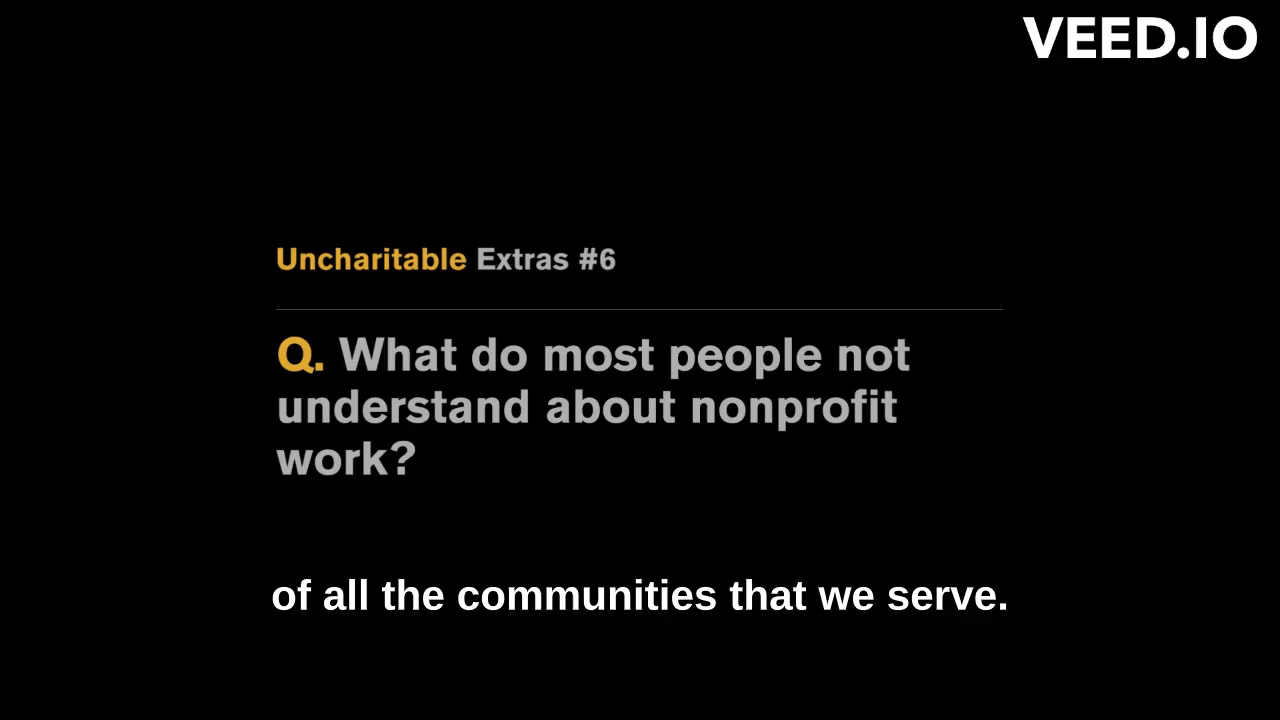 VEED.IO
Uncharitable Extras #6
Q. What do most people not
understand about nonprofit
work?
of all the communities that we serve.